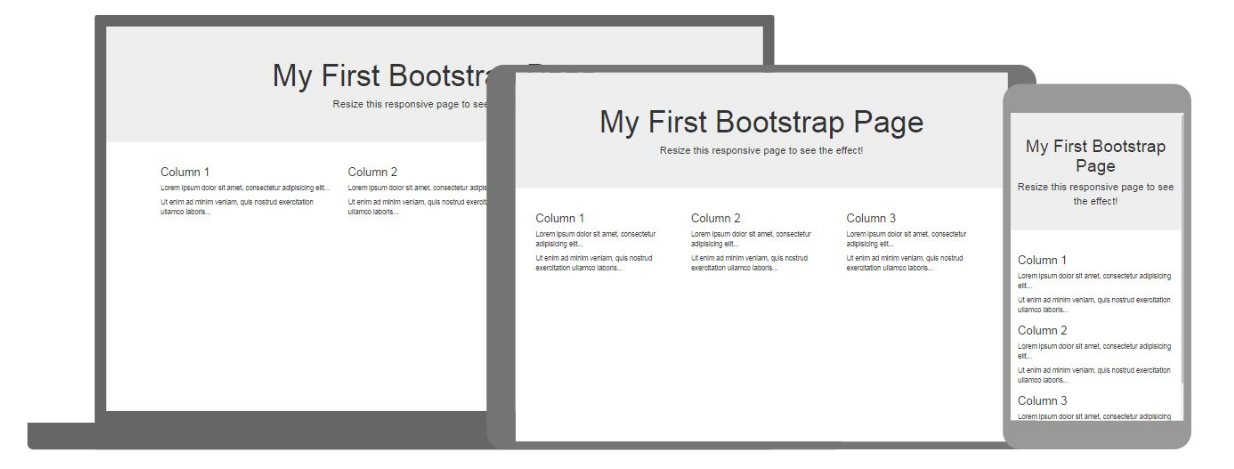 My First Bootstra
Resize this responsive page to see
Column 1
Lorem ipsum dolor sit amet, consectetur adipisicing elit...
Ut enim ad minim veniam, quis nostrud exercitation
ullamco laboris...
Column 2
Lorem ipsum dolor sit amet, consectetur
Ut enim ad minim veniam, quis nostrud
ullamco laboris...
My First Bootstrap Page
Resize this responsive page to see the effect!
Column 1
Lorem ipsum dolor sit amet, consectetur
adipisicing elit...
Ut enim ad minim veniam, quis nostrud
exercitation ullamco laboris...
Column 2
Lorem ipsum dolor sit amet, consectetur
adipisicing elit...
Ut enim ad minim veniam, quis nostrud
exercitation ullamco laboris...
Column 3
Lorem ipsum dolor sit amet, consectetur
adipisicing elit...
Ut enim ad minim veniam, quis nostrud
exercitation ullamco laboris...
My First Bootstrap
Page
Resize this responsive page to see
the effect!
Column 1
Lorem ipsum dolor sit amet, consectetur adipisicing
elit...
Ut enim ad minim veniam, quis nostrud exercitation
ullamco laboris...
Column 2
Lorem ipsum dolor sit amet, consectetur adipisicing
elit...
Ut enim ad minim veniam, quis nostrud exercitation
ullamco laboris...
Column 3
Lorem ipsum dolor sit amet, consectetur adipisicing